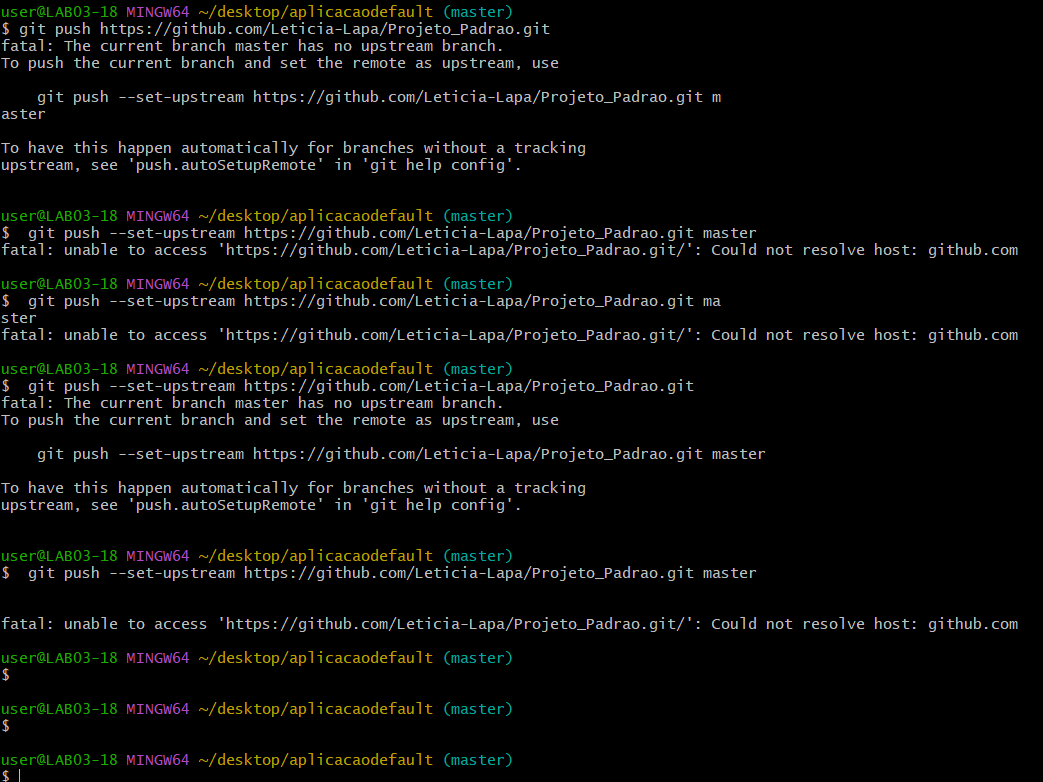 user@LAB03-18 MINGW64 ~/desktop/aplicacaodefault (master)
$ git push https://github.com/Leticia-Lapa/Projeto_Padrao.git
fatal: The current branch master has no upstream branch.
To push the current branch and set the remote as upstream, use
    git push --set-upstream https://github.com/Leticia-Lapa/Projeto_Padrao.git m
aster
To have this happen automatically for branches without a tracking
upstream, see 'push.autoSetupRemote' in 'git help config'.
user@LAB03-18 MINGW64 ~/desktop/aplicacaodefault (master)
$  git push --set-upstream https://github.com/Leticia-Lapa/Projeto_Padrao.git master
fatal: unable to access 'https://github.com/Leticia-Lapa/Projeto_Padrao.git/': Could not resolve host: github.com
user@LAB03-18 MINGW64 ~/desktop/aplicacaodefault (master)
$  git push --set-upstream https://github.com/Leticia-Lapa/Projeto_Padrao.git ma
ster
fatal: unable to access 'https://github.com/Leticia-Lapa/Projeto_Padrao.git/': Could not resolve host: github.com
user@LAB03-18 MINGW64 ~/desktop/aplicacaodefault (master)
$  git push --set-upstream https://github.com/Leticia-Lapa/Projeto_Padrao.git
fatal: The current branch master has no upstream branch.
To push the current branch and set the remote as upstream, use
    git push --set-upstream https://github.com/Leticia-Lapa/Projeto_Padrao.git master
To have this happen automatically for branches without a tracking
upstream, see 'push.autoSetupRemote' in 'git help config'.
user@LAB03-18 MINGW64 ~/desktop/aplicacaodefault (master)
$  git push --set-upstream https://github.com/Leticia-Lapa/Projeto_Padrao.git master
fatal: unable to access 'https://github.com/Leticia-Lapa/Projeto_Padrao.git/': Could not resolve host: github.com
user@LAB03-18 MINGW64 ~/desktop/aplicacaodefault (master)
$
user@LAB03-18 MINGW64 ~/desktop/aplicacaodefault (master)
$
user@LAB03-18 MINGW64 ~/desktop/aplicacaodefault (master)
$